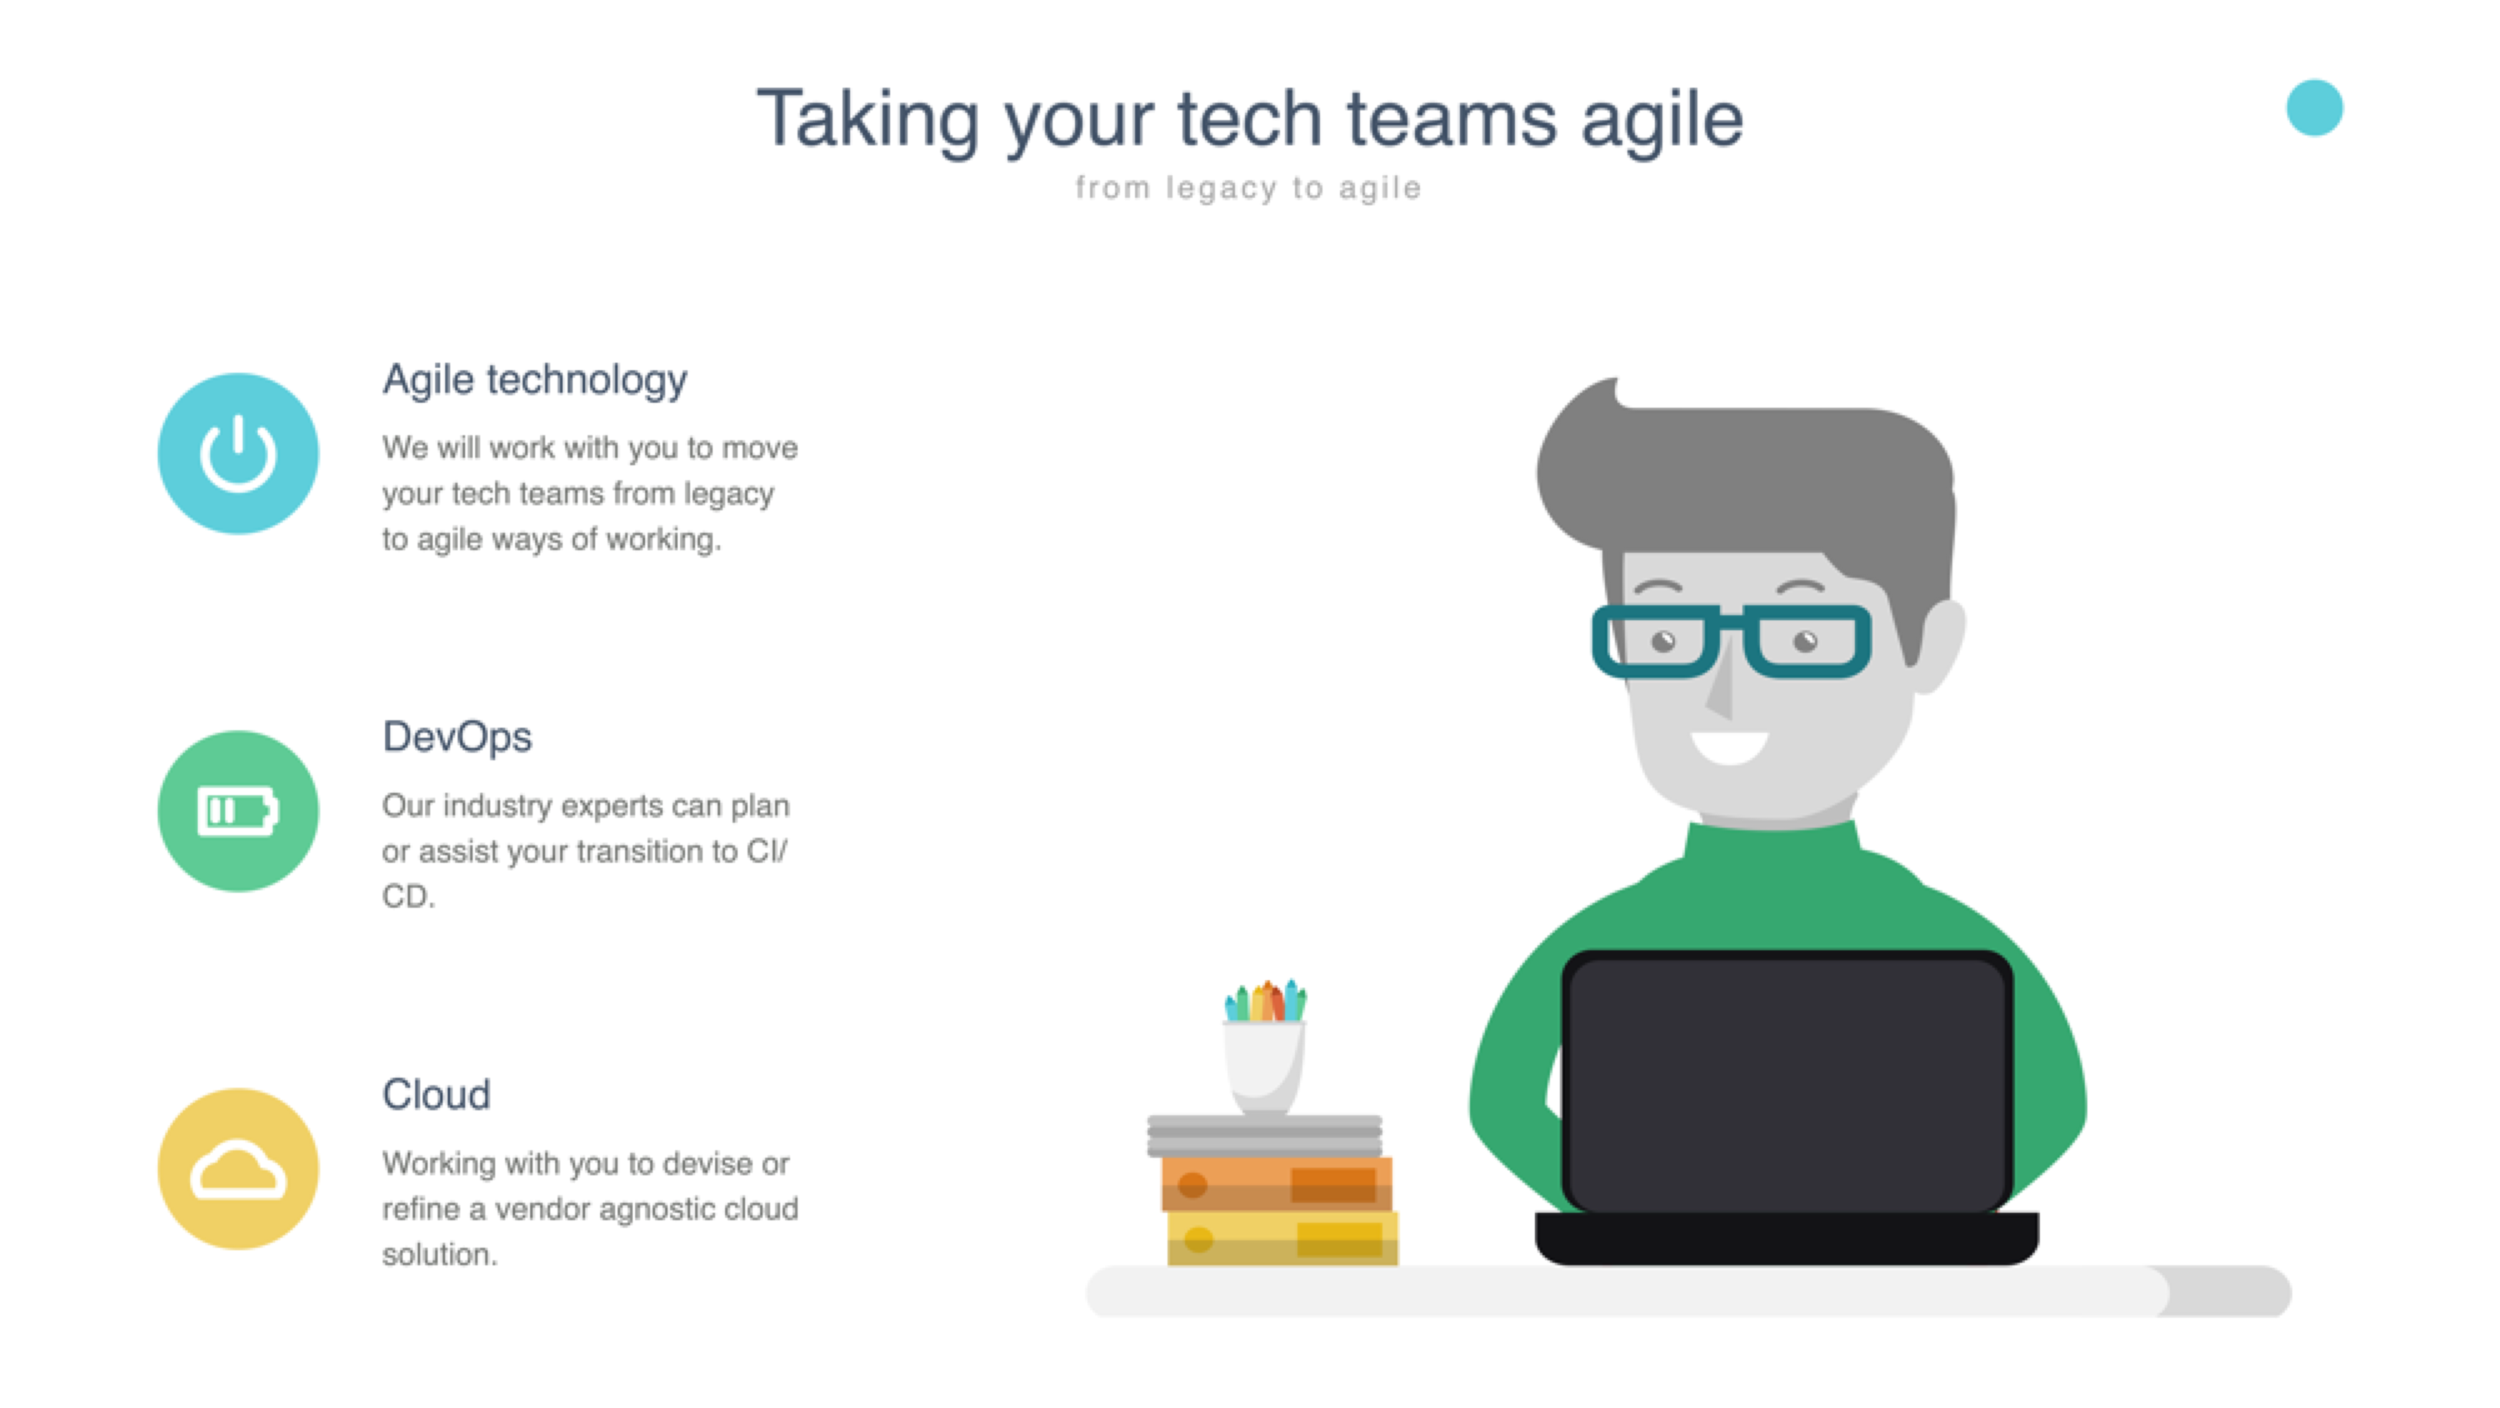 Taking your tech teams agile
from legacy to agile
Agile technology
We will work with you to move
your tech teams from legacy
to agile ways of working.
DevOps
Our industry experts can plan
or assist your transition to CI/
CD.
Cloud
Working with you to devise or
refine a vendor agnostic cloud
solution.